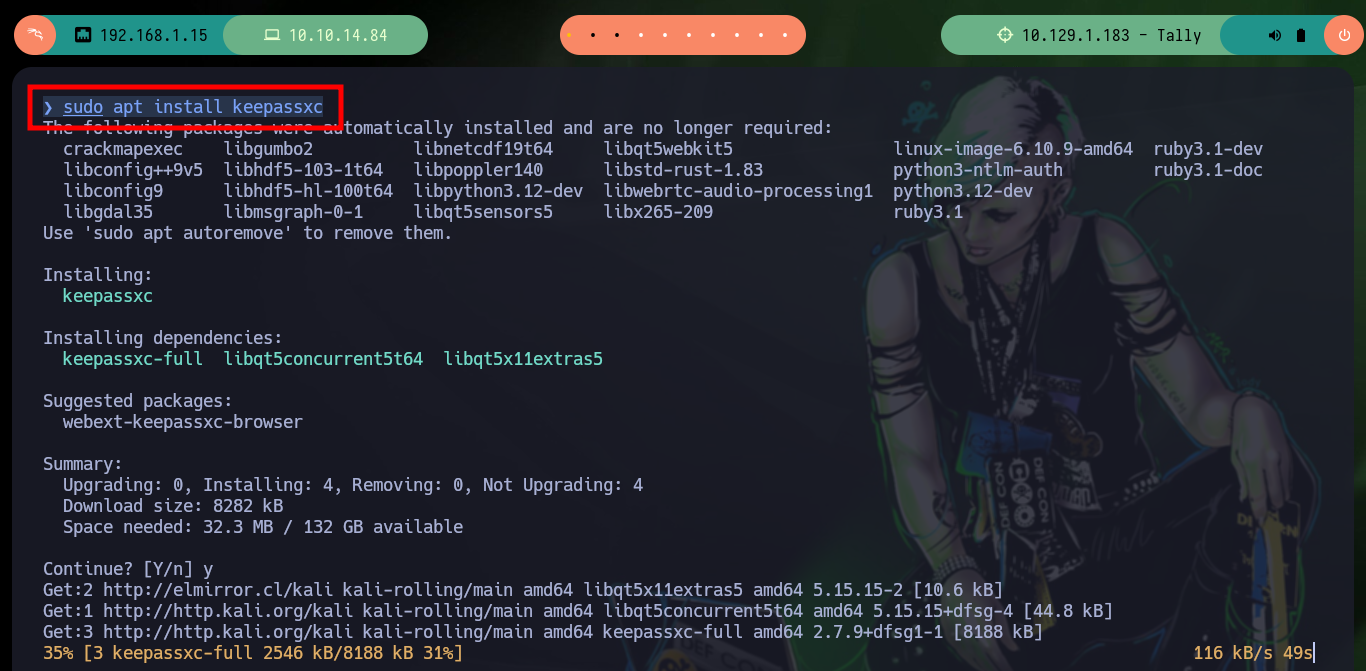 192.168.1.15
10.10.14.84
10.129.1.183 - Tally
❯ sudo apt install keepassxc
The following packages were automatically installed and are no longer required:
crackmapexec libgumbo2 libnetcdf19t64 libqt5webkit5 linux-image-6.10.9-amd64 ruby3.1-dev
libconfig++9v5 libhdf5-103-1t64 libpoppler140 libstd-rust-1.83 python3-ntlm-auth ruby3.1-doc
libconfig9 libhdf5-hl-100t64 libpython3.12-dev libwebrtc-audio-processing1 python3.12-dev
libgdal35 libmsgraph-0-1 libqt5sensors5 libx265-209 ruby3.1
Use 'sudo apt autoremove' to remove them.
Installing:
keepassxc
Installing dependencies:
keepassxc-full libqt5concurrent5t64 libqt5x11extras5
Suggested packages:
webext-keepassxc-browser
Summary:
Upgrading: 0, Installing: 4, Removing: 0, Not Upgrading: 4
Download size: 8282 kB
Space needed: 32.3 MB / 132 GB available
Continue? [Y/n] y
Get:2 http://elmirror.cl/kali kali-rolling/main amd64 libqt5x11extras5 amd64 5.15.15-2 [10.6 kB]
Get:1 http://http.kali.org/kali kali-rolling/main amd64 libqt5concurrent5t64 amd64 5.15.15+dfsg-4 [44.8 kB]
Get:3 http://http.kali.org/kali kali-rolling/main amd64 keepassxc-full amd64 2.7.9+dfsg1-1 [8188 kB]
35% [3 keepassxc-full 2546 kB/8188 kB 31%] 116 kB/s 49s
DEF CON
DEF CON